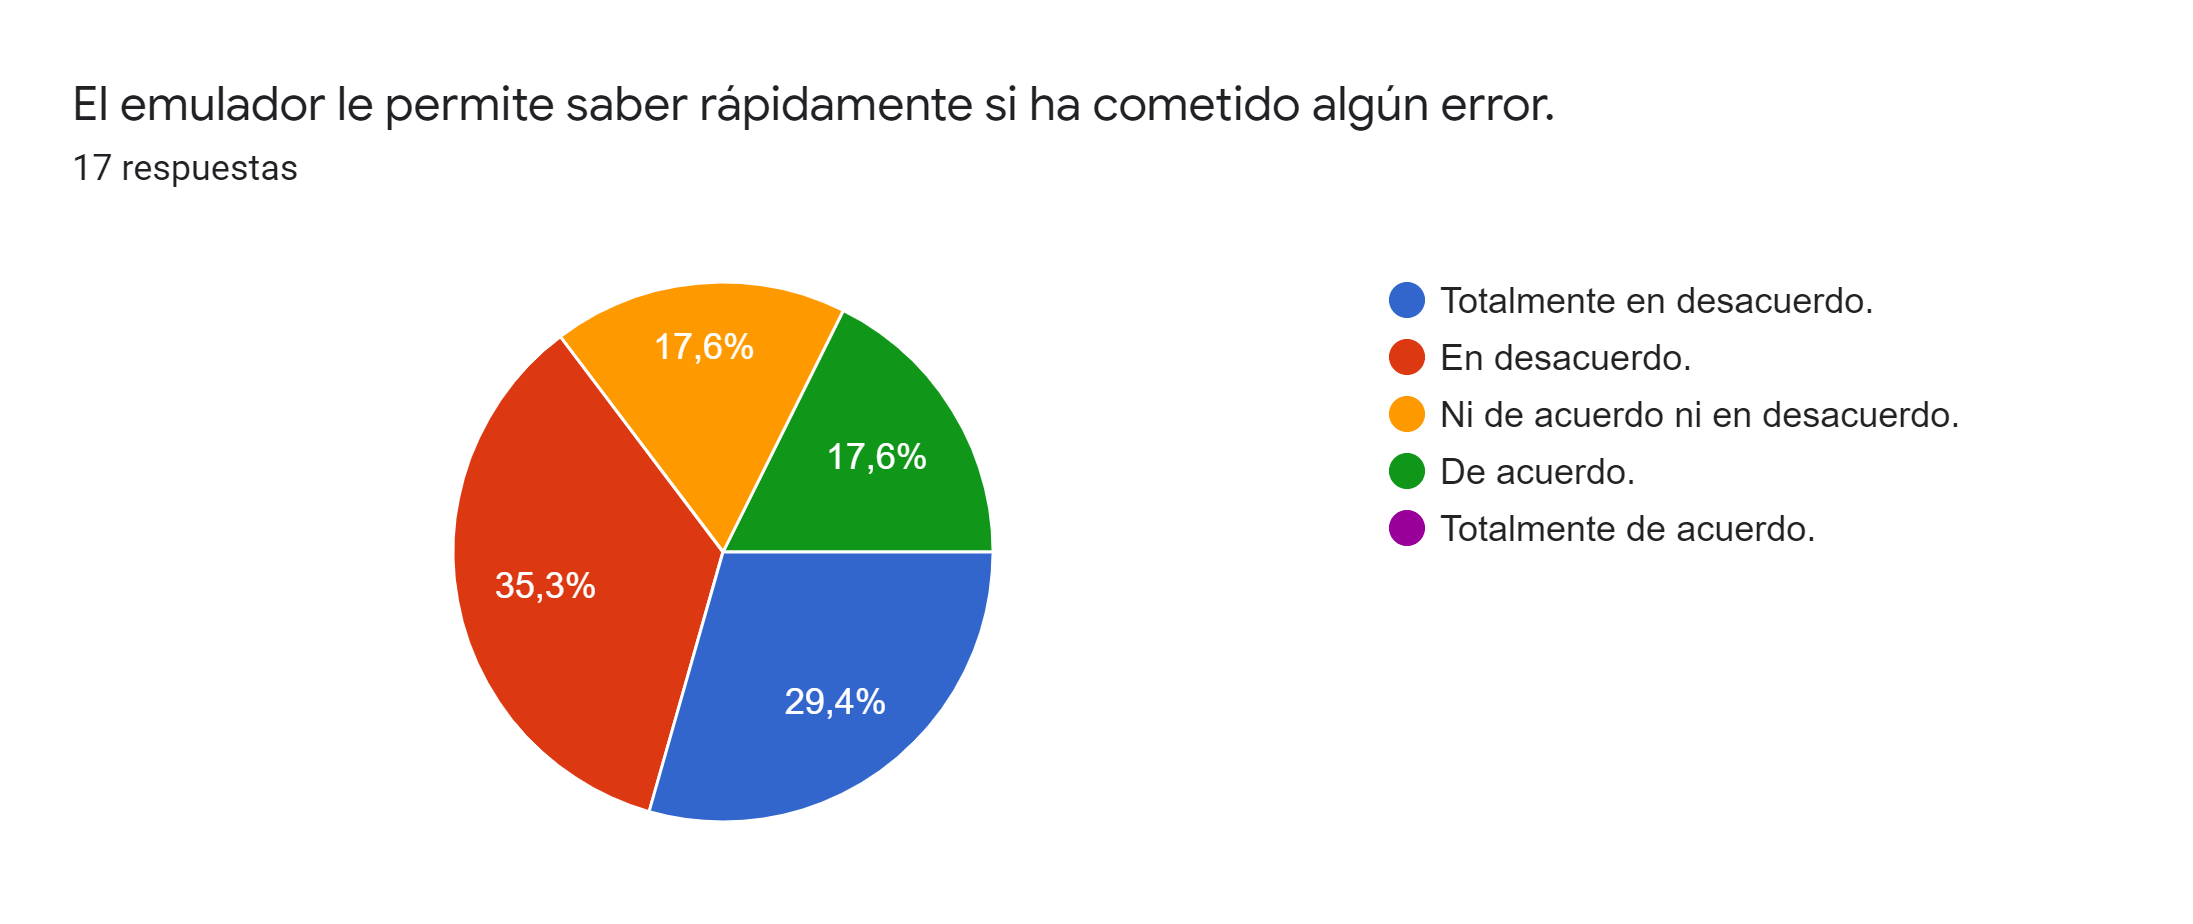 El emulador le permite saber rápidamente si ha cometido algún error.
17 respuestas
17,6%
17,6%
35,3%
29,4%
Totalmente en desacuerdo.
En desacuerdo.
Ni de acuerdo ni en desacuerdo.
De acuerdo.
Totalmente de acuerdo.